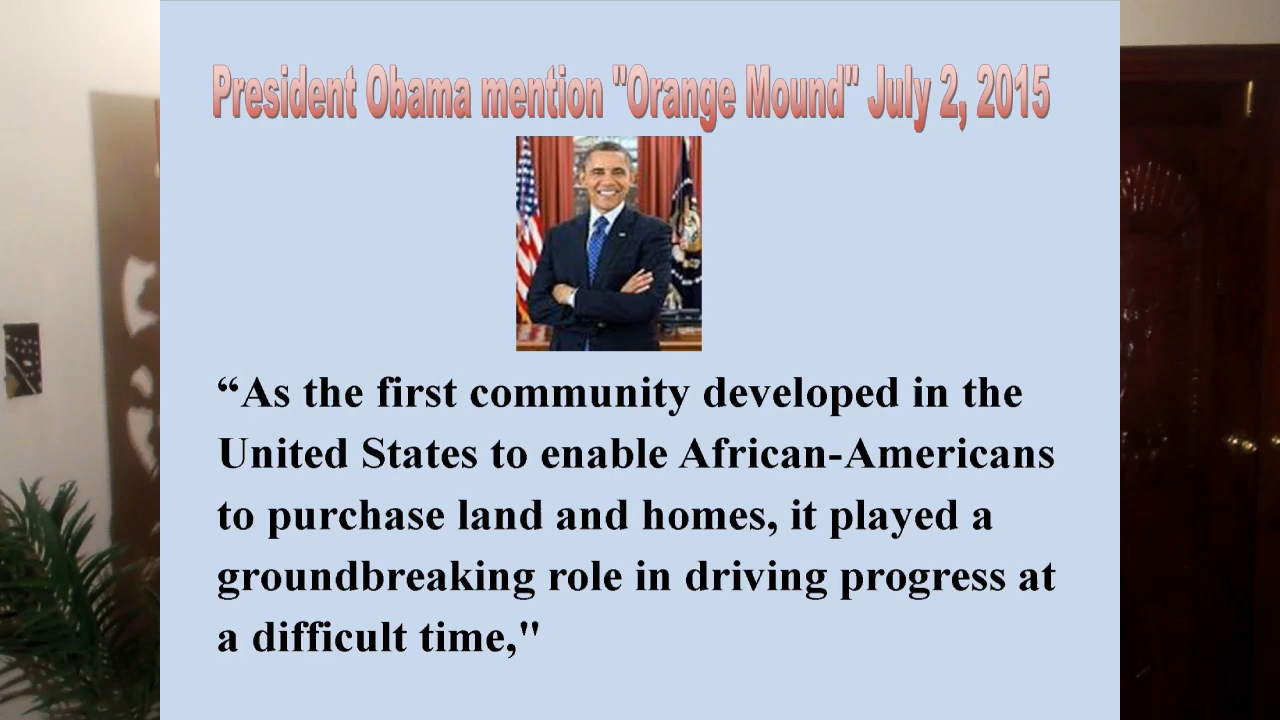 President Obama mention "Orange Mound" July 2, 2015
“As the first community developed in the
United States to enable African-Americans
to purchase land and homes, it played a
groundbreaking role in driving progress at
a difficult time,"